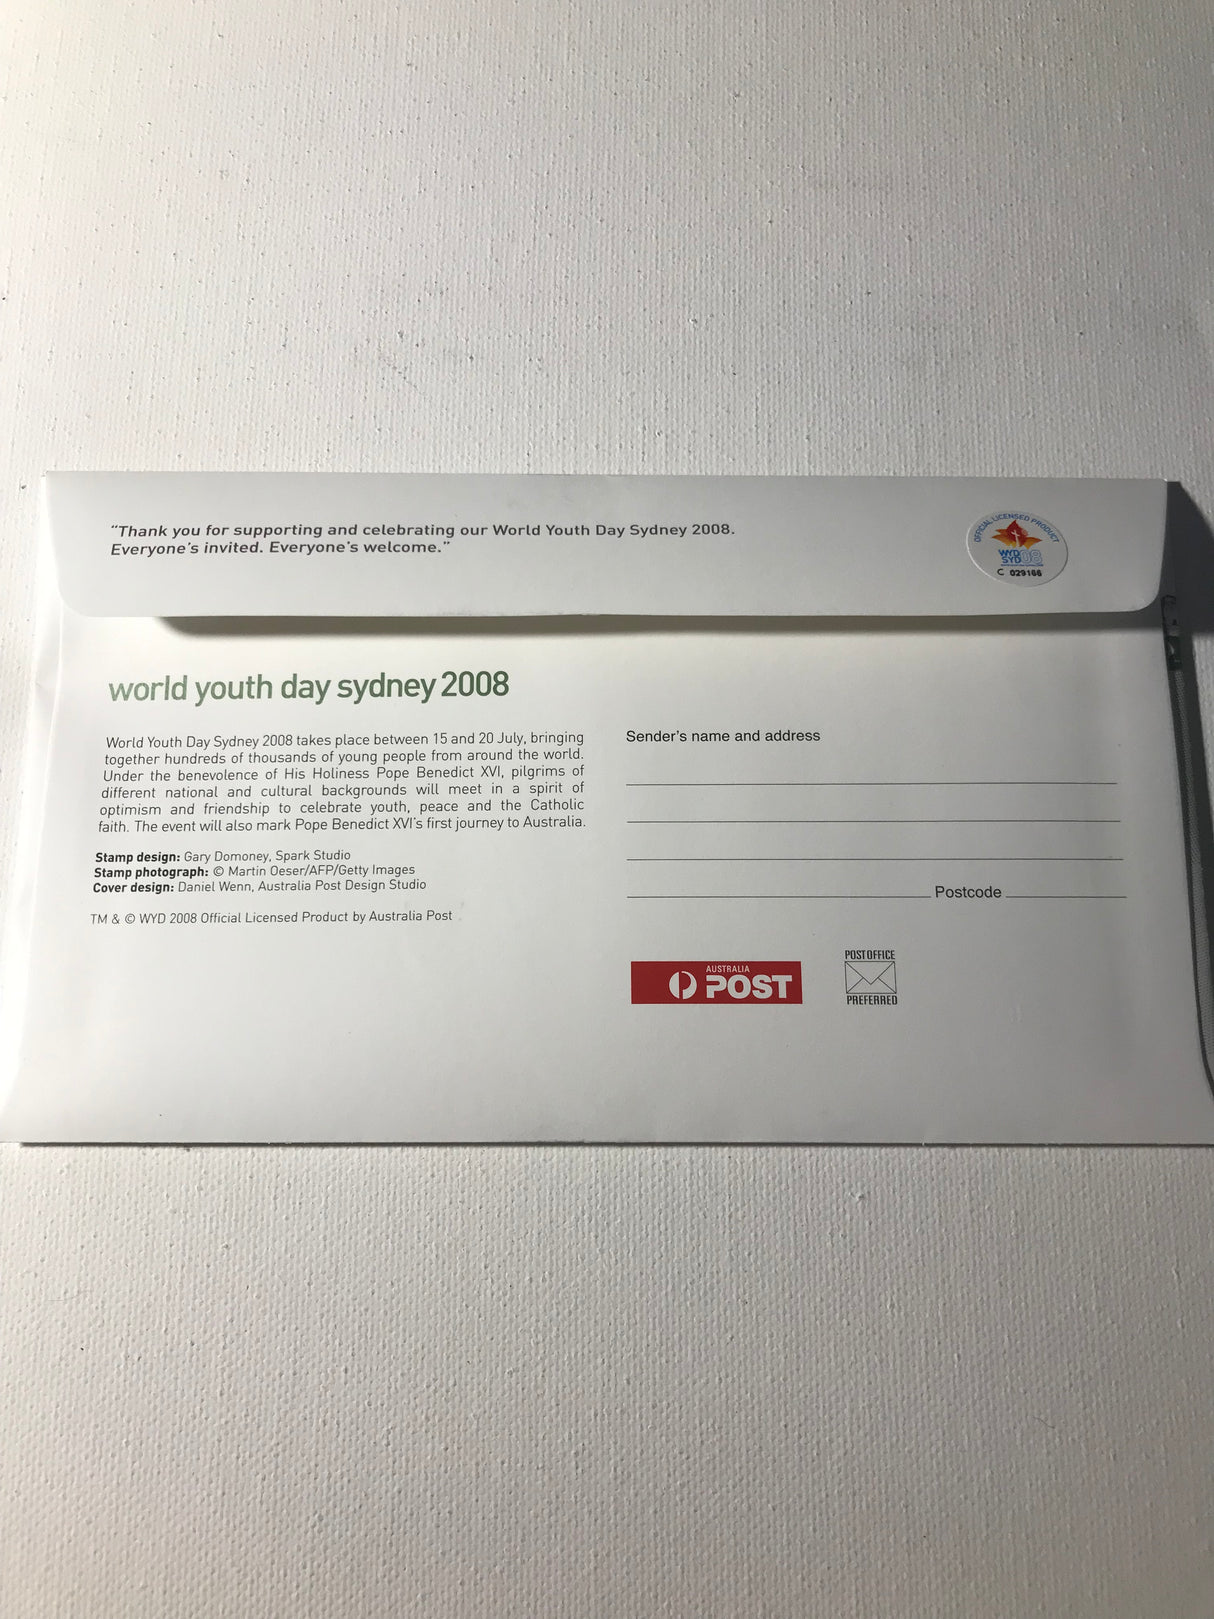 “Thank you for supporting and celebrating our World Youth Day Sydney 2008.
Everyone’s invited. Everyone’s welcome.”
OFFICIAL LICENSED PRODUCT
WYD
SYD08
C 029166
world youth day sydney 2008
World Youth Day Sydney 2008 takes place between 15 and 20 July, bringing
together hundreds of thousands of young people from around the world.
Under the benevolence of His Holiness Pope Benedict XVI, pilgrims of
different national and cultural backgrounds will meet in a spirit of
optimism and friendship to celebrate youth, peace and the Catholic
faith. The event will also mark Pope Benedict XVI’s first journey to Australia.
Stamp design: Gary Domoney, Spark Studio
Stamp photograph: © Martin Oeser/AFP/Getty Images
Cover design: Daniel Wenn, Australia Post Design Studio
TM & © WYD 2008 Official Licensed Product by Australia Post
Sender’s name and address
Postcode
AUSTRALIA
POST
POST OFFICE
PREFERRED